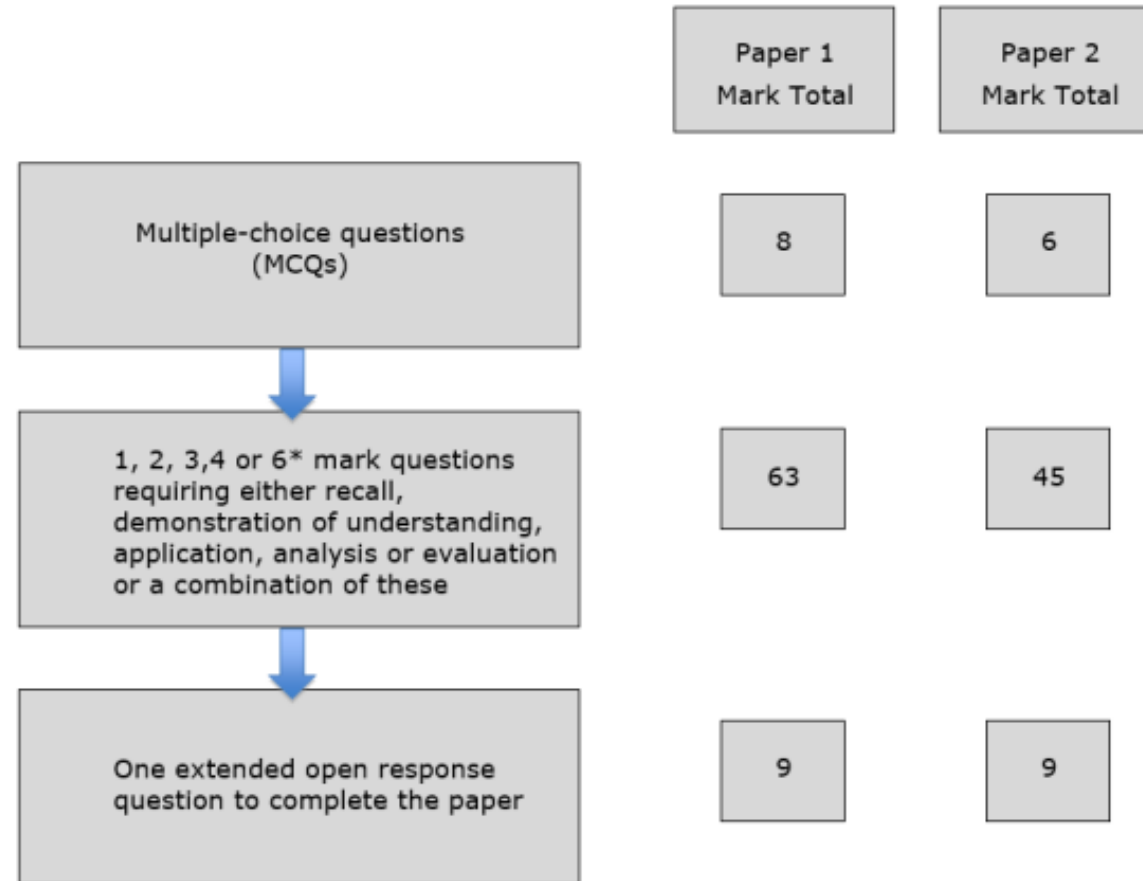 Paper 1
Mark Total
Paper 2
Mark Total
Multiple-choice questions
(MCQs)
8
6
1, 2, 3,4 or 6* mark questions
requiring either recall,
demonstration of understanding,
application, analysis or evaluation
or a combination of these
63
45
One extended open response
question to complete the paper
9
9